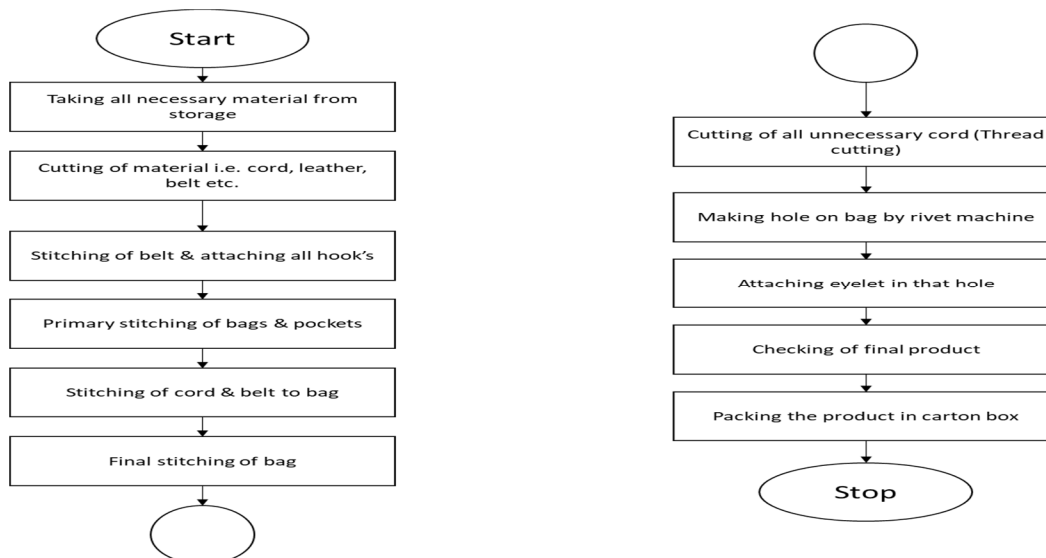 Start
Taking all necessary material from
storage
Cutting of material i.e. cord, leather,
belt etc.
Stitching of belt & attaching all hook's
Primary stitching of bags & pockets
Stitching of cord & belt to bag
Final stitching of bag
Cutting of all unnecessary cord (Thread
cutting)
Making hole on bag by rivet machine
Attaching eyelet in that hole
Checking of final product
Packing the product in carton box
Stop